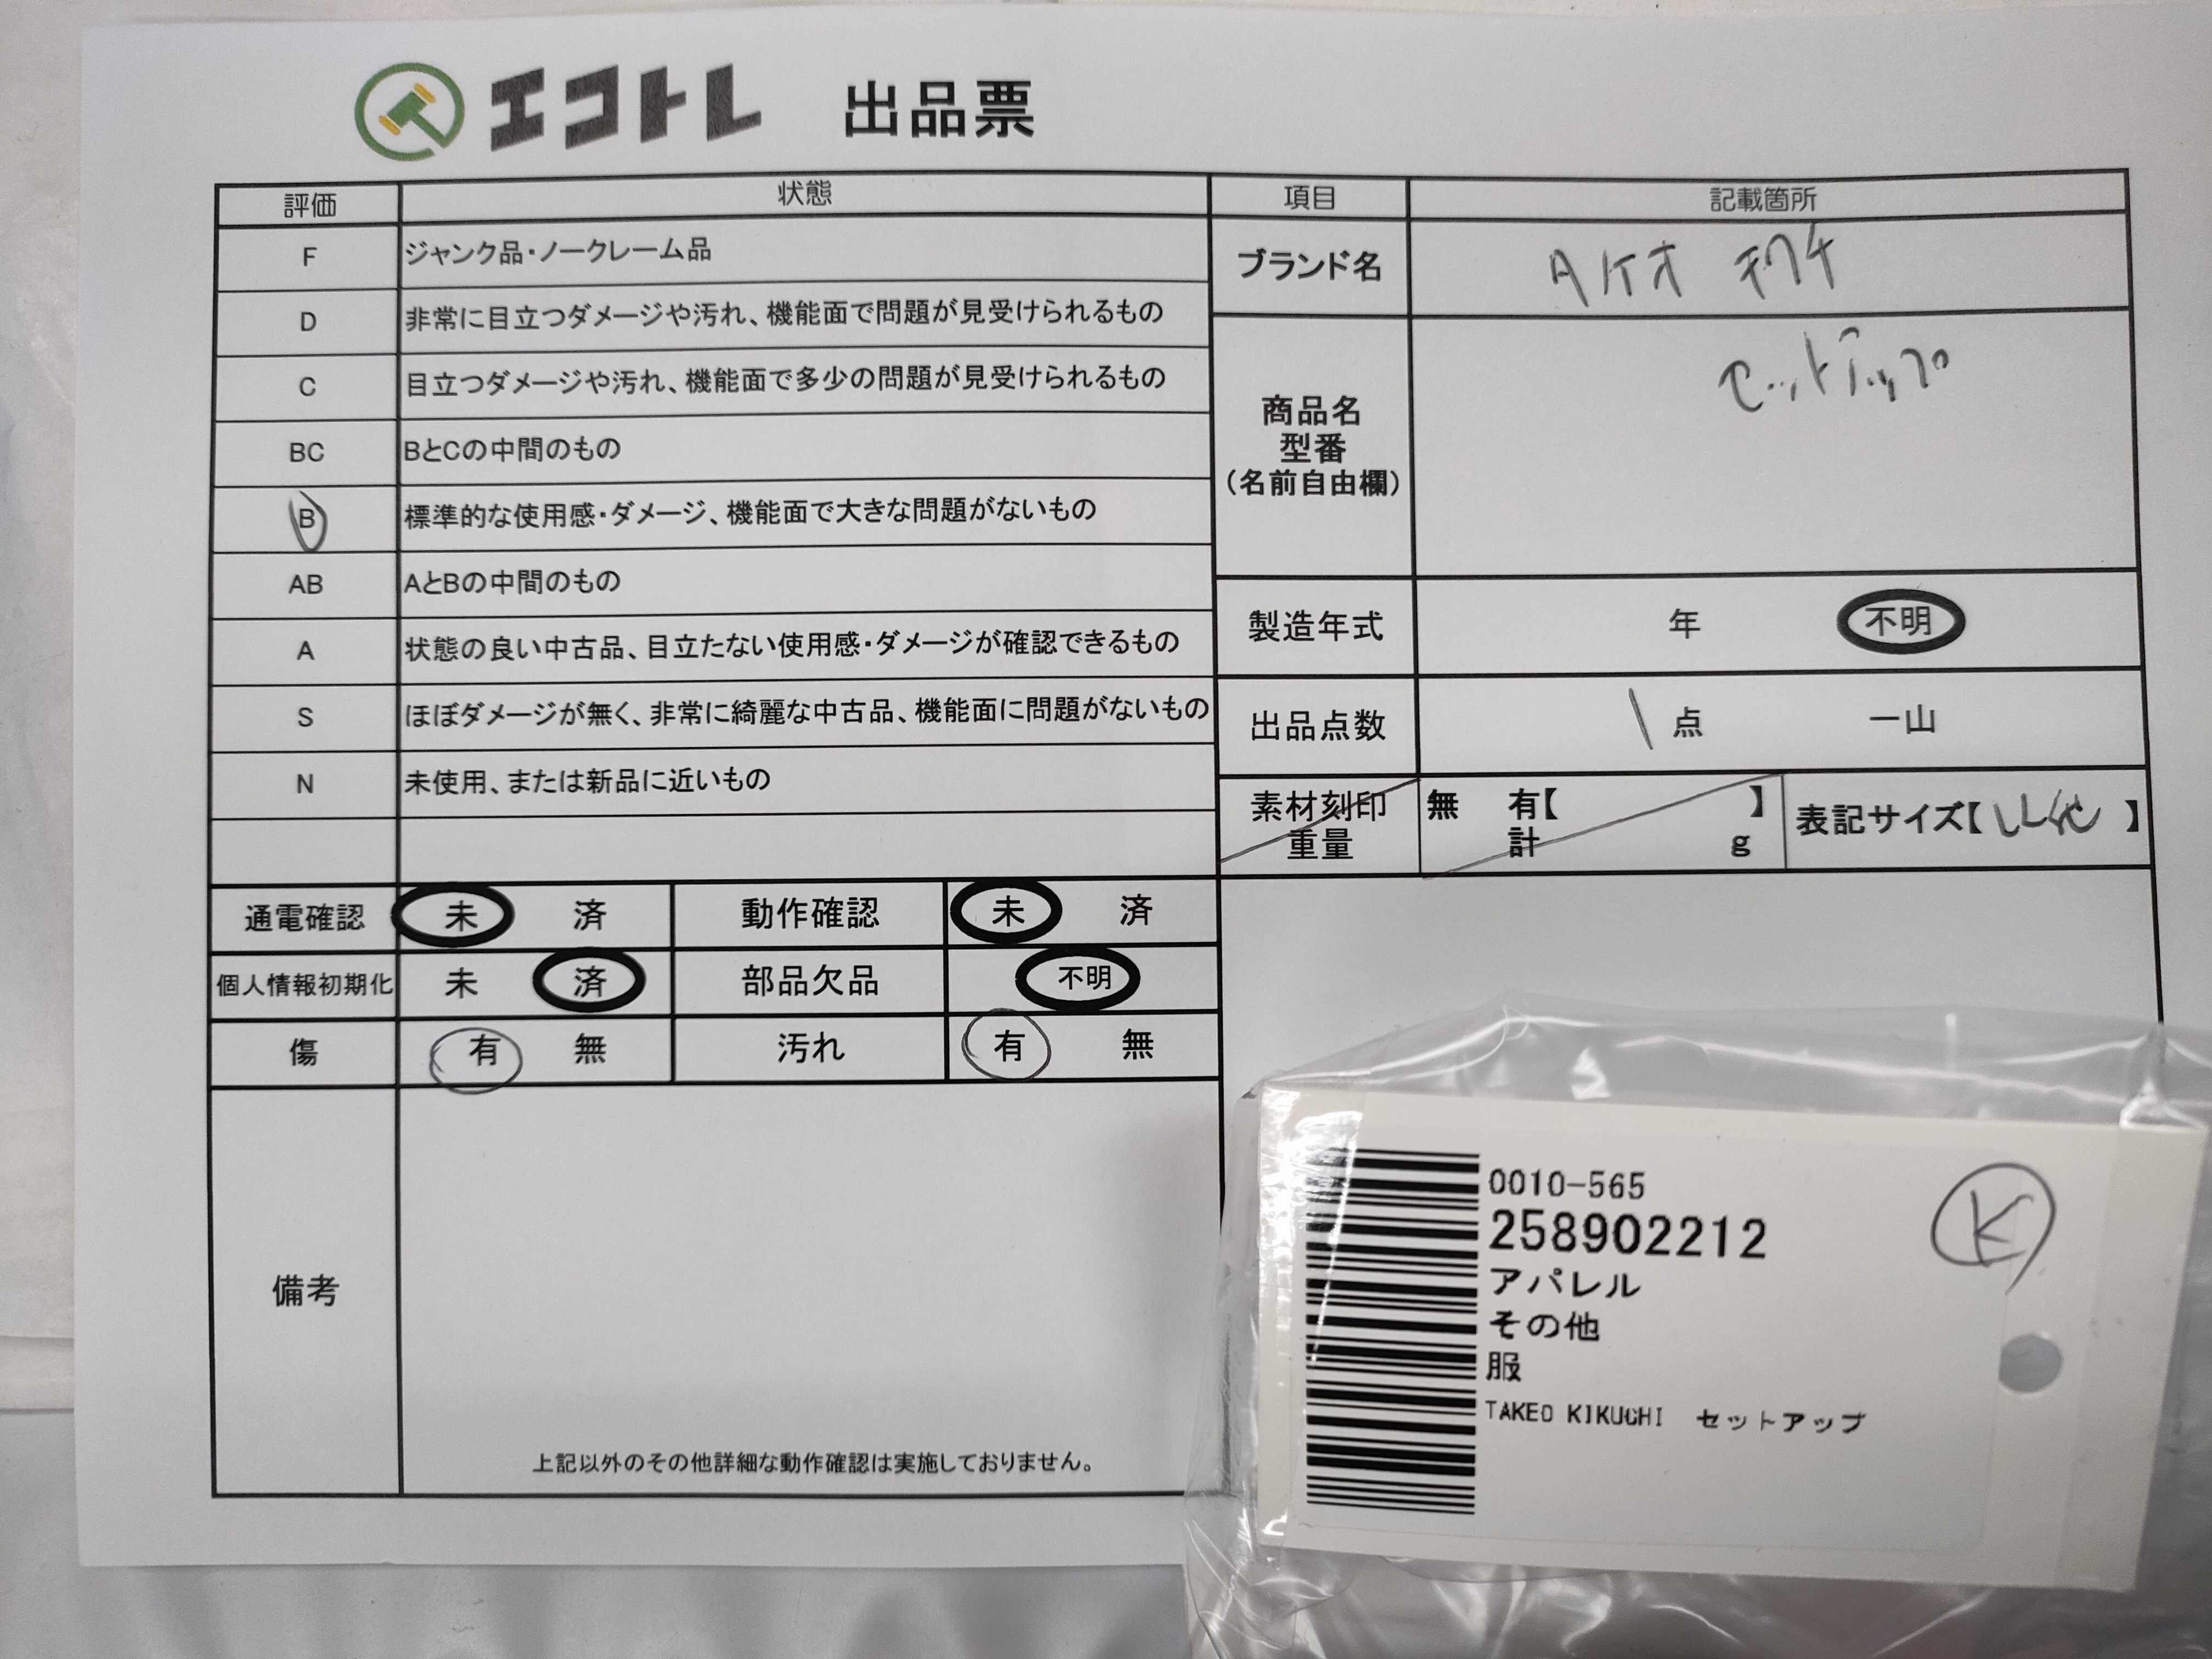 エコトレ 出品票
評価 状態 項目 記載箇所
F ジャンク品・ノークレーム品
D 非常に目立つダメージや汚れ、機能面で問題が見受けられるもの
C 目立つダメージや汚れ、機能面で多少の問題が見受けられるもの
BC BとCの中間のもの
B 標準的な使用感・ダメージ、機能面で大きな問題がないもの
AB AとBの中間のもの
A 状態の良い中古品、目立たない使用感・ダメージが確認できるもの
S ほぼダメージが無く、非常に綺麗な中古品、機能面に問題がないもの
N 未使用、または新品に近いもの
ブランド名 タケオ キクチ
商品名
型番
(名前自由欄)
セットアップ
製造年式 年 不明
出品点数 1点 一山
素材刻印
重量
無 有【 】
計 g
表記サイズ【 】
通電確認 未 済 動作確認 未 済
個人情報初期化 未 済 部品欠品 不明
傷 有 無 汚れ 有 無
備考
上記以外のその他詳細な動作確認は実施しておりません。
0010-565
258902212
アパレル
その他
服
TAKEO KIKUCHI セットアップ
K